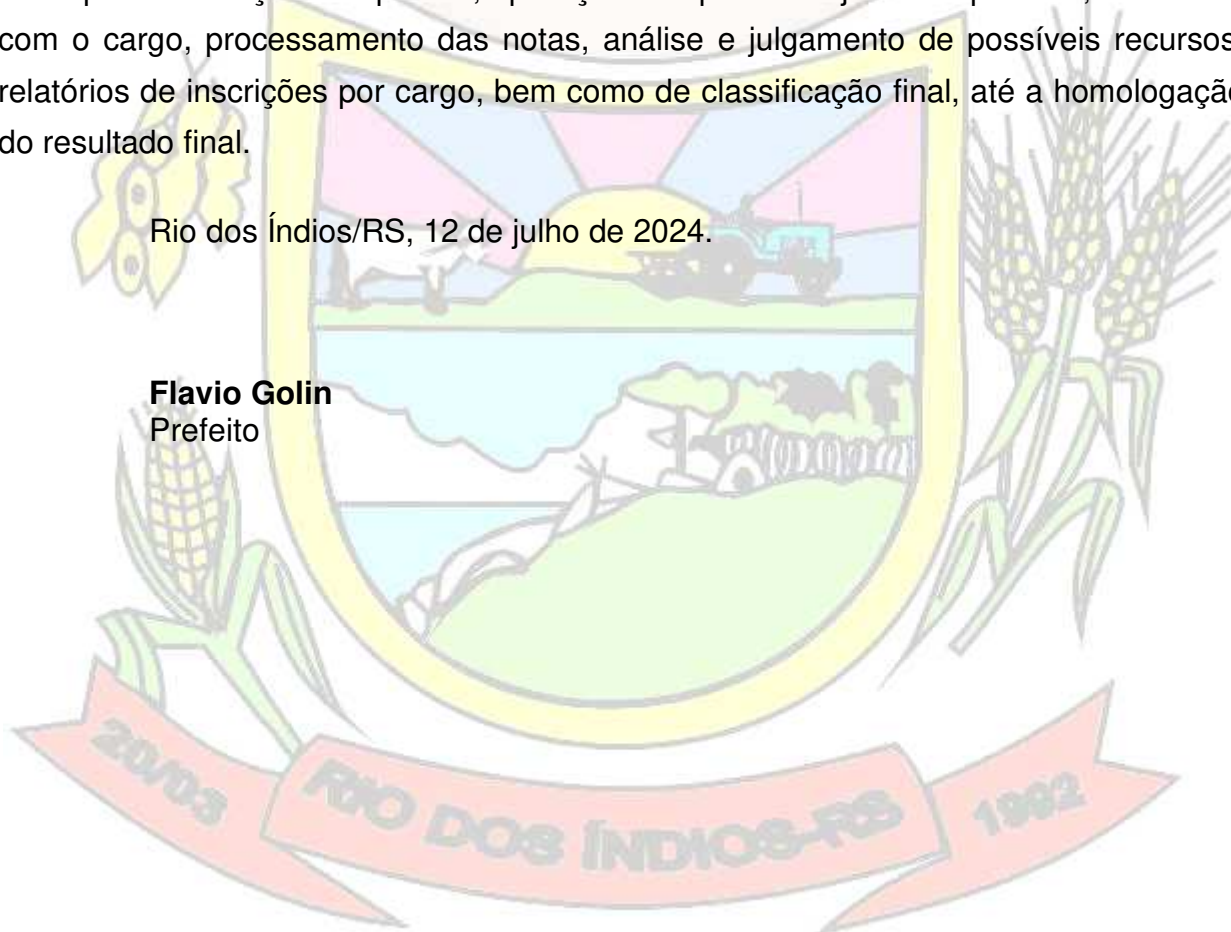 com o cargo, processamento das notas, análise e julgamento de possíveis recursos
relatórios de inscrições por cargo, bem como de classificação final, até a homologaçã
do resultado final.
Rio dos Índios/RS, 12 de julho de 2024.
Flavio Golin
Prefeito
20/03
RIO DOS ÍNDIOS-RS
1992